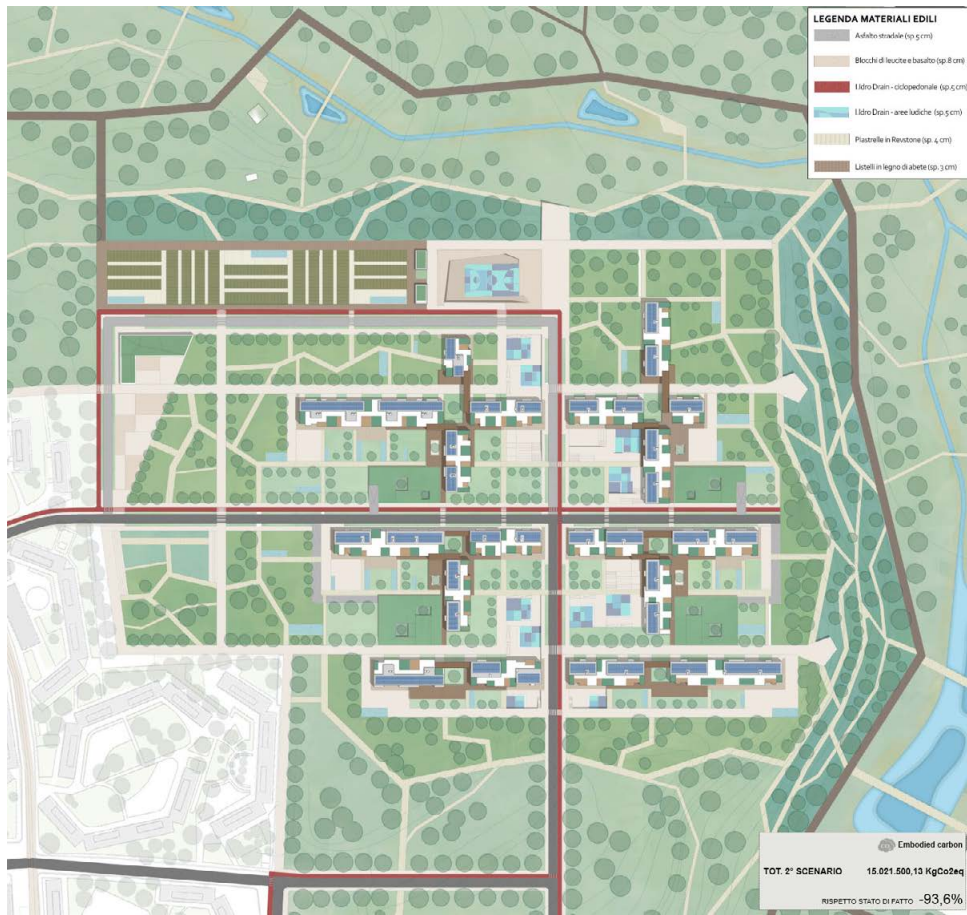 LEGENDA MATERIALI EDILI
Asfalto stradale (sp.5 cm)
Blocchi di leucite e basalto (sp.8 cm)
I.Idro Drain - ciclopedonale (sp.5 cm)
I.Idro Drain - aree ludiche (sp.5 cm)
Piastrelle in Revstone (sp. 4 cm)
Listelli in legno di abete (sp. 3 cm)
Embodied carbon
TOT. 2° SCENARIO 15.021.500,13 KgCo2eq
RISPETTO STATO DI FATTO -93,6%